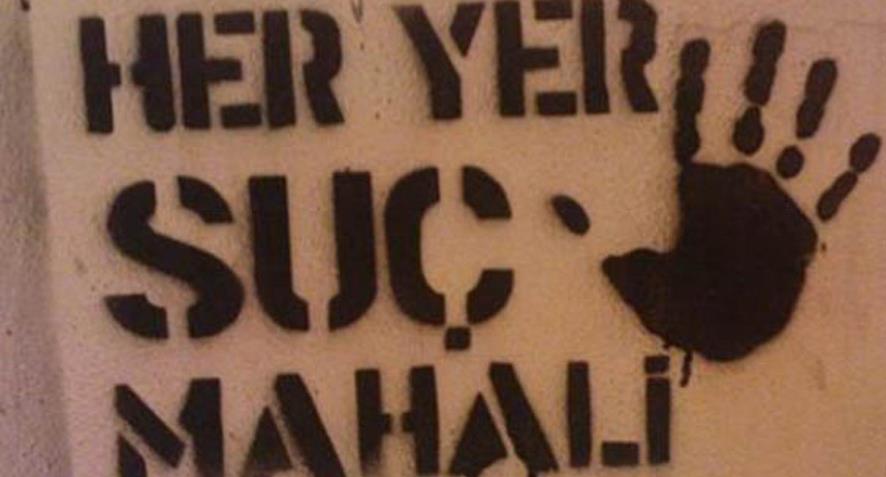 HER YER
SUÇ
MAHALİ